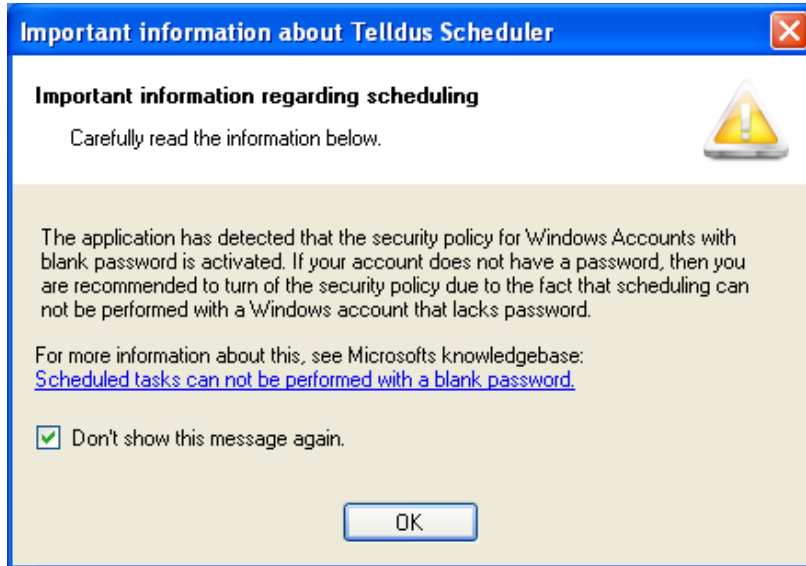 Important information about Telldus Scheduler
Important information regarding scheduling
Carefully read the information below.
The application has detected that the security policy for Windows Accounts with
blank password is activated. If your account does not have a password, then you
are recommended to turn of the security policy due to the fact that scheduling can
not be performed with a Windows account that lacks password.
For more information about this, see Microsofts knowledgebase:
Scheduled tasks can not be performed with a blank password.
Don't show this message again.
OK